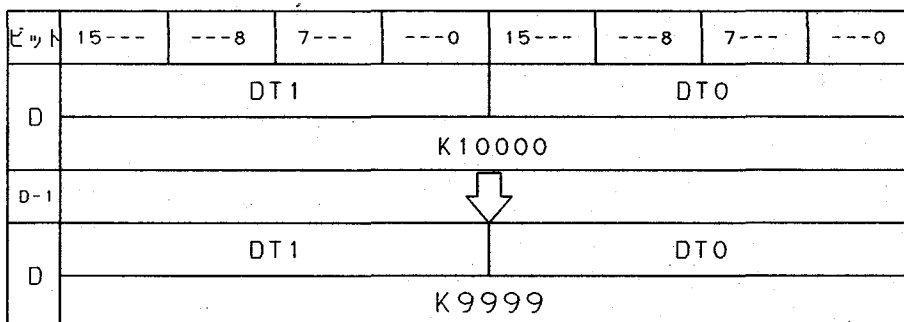 ビット 15--- ---8 7--- ---0 15--- ---8 7--- ---0
D DT1 DT0
K10000
D-1
D DT1 DT0
K9999